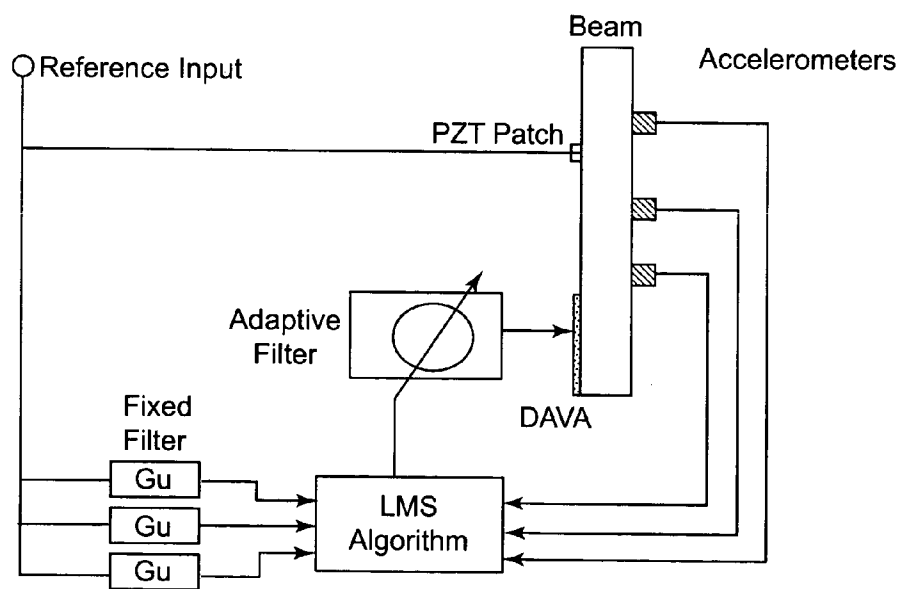 Beam
Reference Input
Accelerometers
PZT Patch
Adaptive
Filter
DAVA
Fixed
Filter
Gu
Gu
Gu
LMS
Algorithm